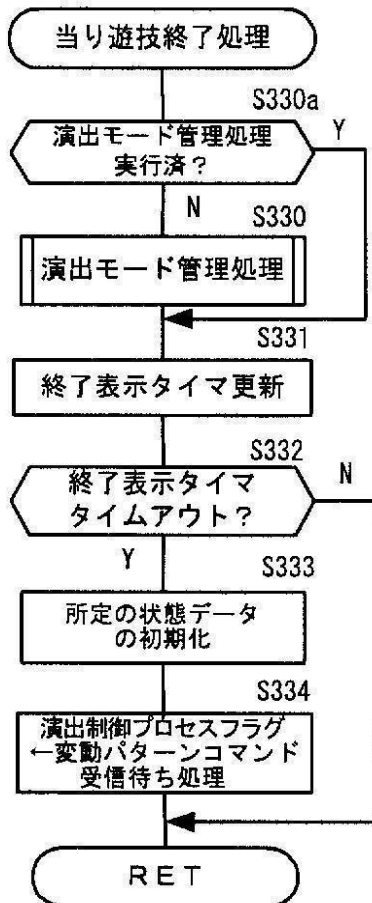 当り遊技終了処理
S330a
演出モード管理処理
実行済?
Y
N
S330
演出モード管理処理
S331
終了表示タイマ更新
S332
終了表示タイマ
タイムアウト?
N
Y
S333
所定の状態データ
の初期化
S334
演出制御プロセスフラグ
←変動パターンコマンド
受信待ち処理
RET